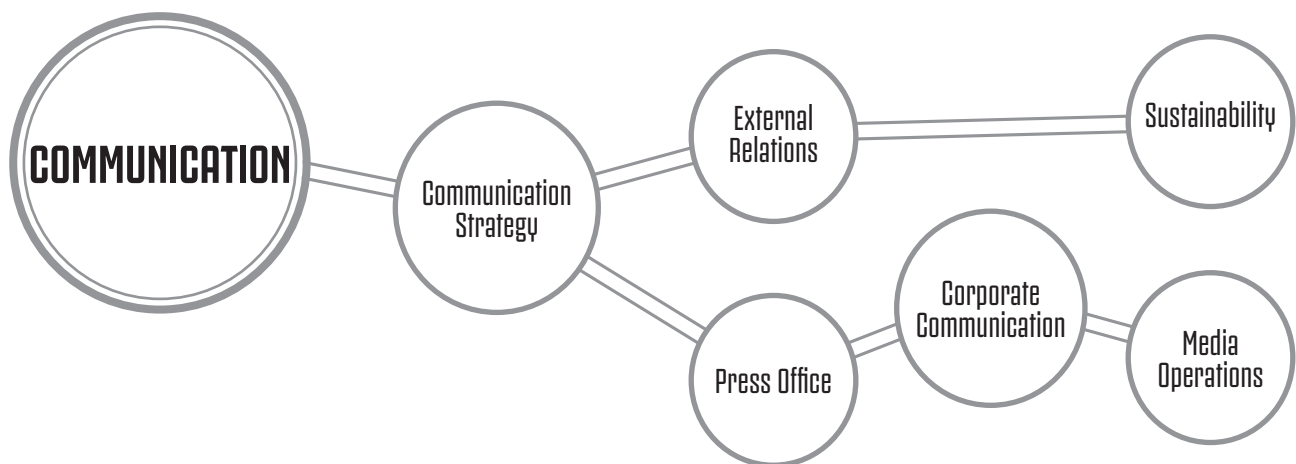 COMMUNICATION
Communication
Strategy
External
Relations
Sustainability
Press Office
Corporate
Communication
Media
Operations